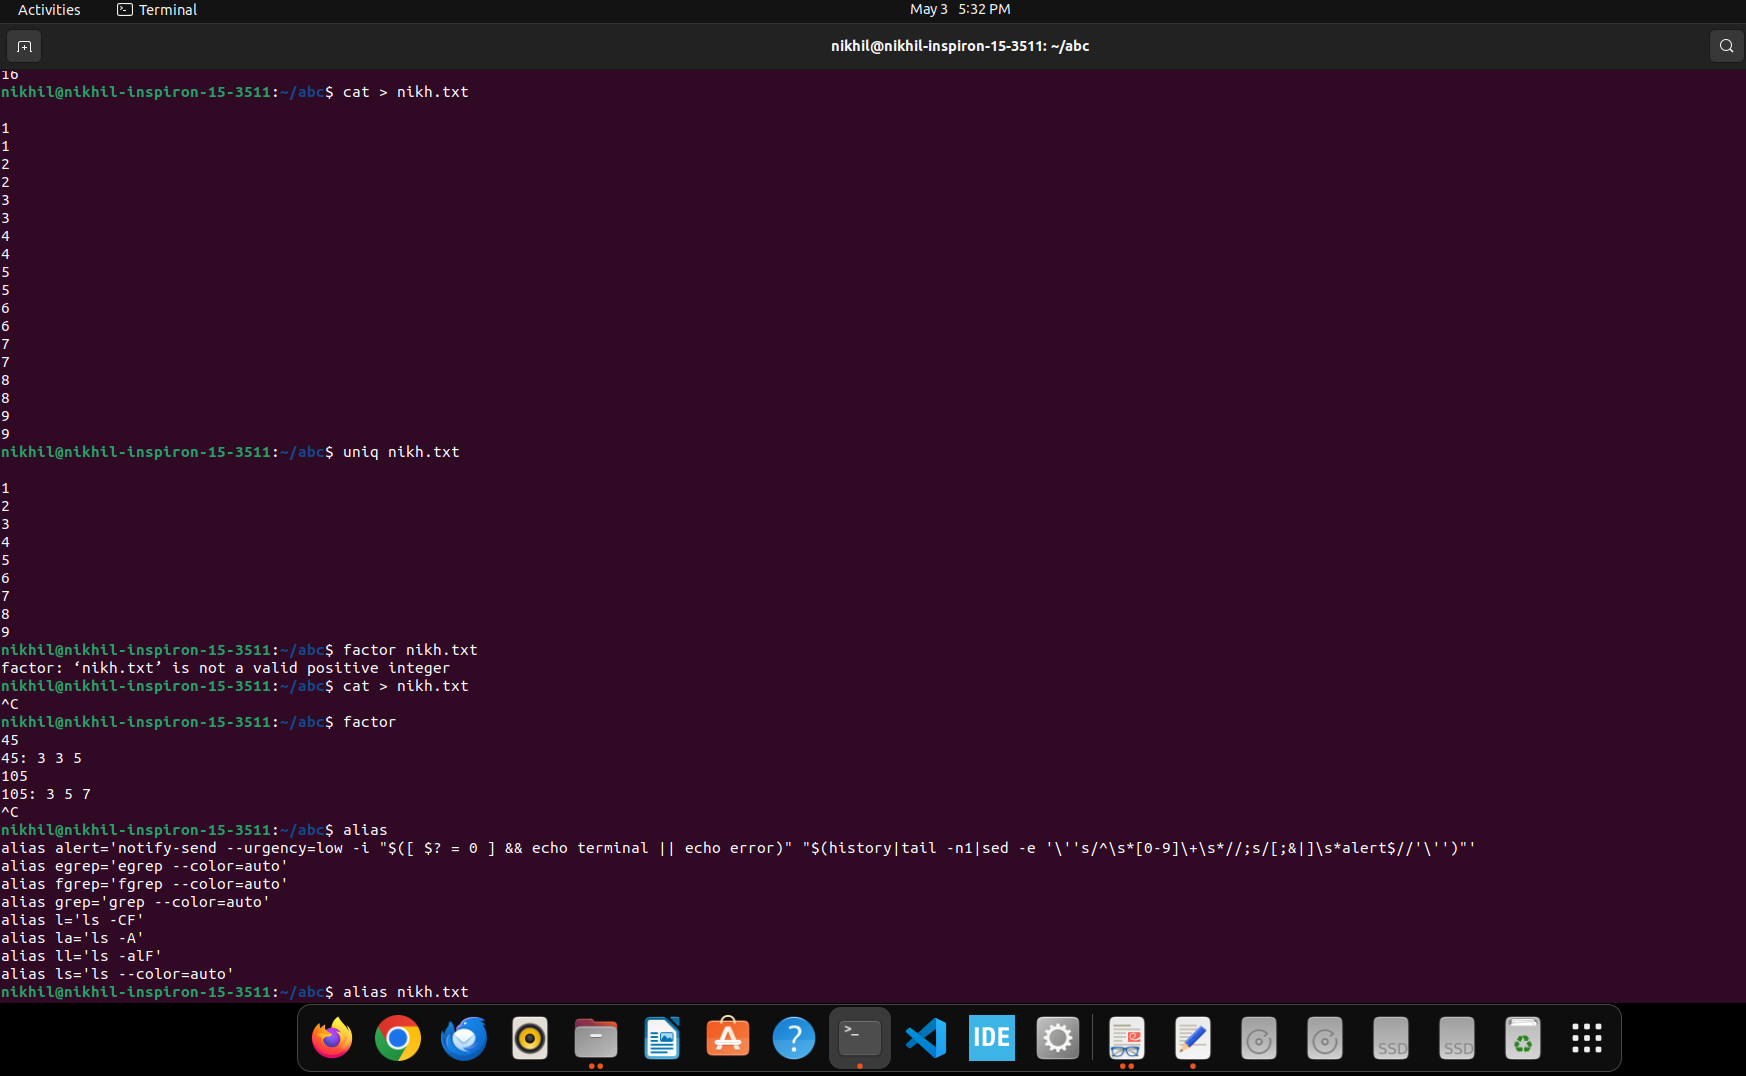 Activities
Terminal
May 3 5:32 PM
nikhil@nikhil-inspiron-15-3511: ~/abc
16
nikhil@nikhil-inspiron-15-3511:~/abc$ cat > nikh.txt
1
1
2
2
3
3
4
4
5
5
6
6
7
7
8
8
9
9
nikhil@nikhil-inspiron-15-3511:~/abc$ uniq nikh.txt
1
2
3
4
5
6
7
8
9
nikhil@nikhil-inspiron-15-3511:~/abc$ factor nikh.txt
factor: ‘nikh.txt’ is not a valid positive integer
nikhil@nikhil-inspiron-15-3511:~/abc$ cat > nikh.txt
^C
nikhil@nikhil-inspiron-15-3511:~/abc$ factor
45
45: 3 3 5
105
105: 3 5 7
^C
nikhil@nikhil-inspiron-15-3511:~/abc$ alias
alias alert='notify-send --urgency=low -i "$([ $? = 0 ] && echo terminal || echo error)" "$(history|tail -n1|sed -e '\''s/^\s*[0-9]\+\s*//;s/[;&|]\s*alert$//'\'')"'
alias egrep='egrep --color=auto'
alias fgrep='fgrep --color=auto'
alias grep='grep --color=auto'
alias l='ls -CF'
alias la='ls -A'
alias ll='ls -alF'
alias ls='ls --color=auto'
nikhil@nikhil-inspiron-15-3511:~/abc$ alias nikh.txt
IDE
SSD
SSD